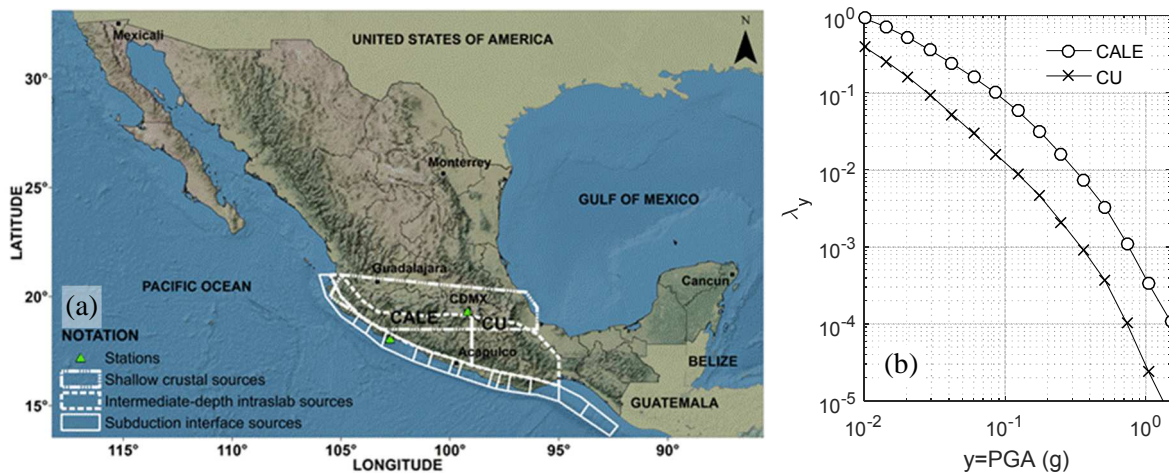 Mexicali
UNITED STATES OF AMERICA
N
30°
Monterrey
25°
GULF OF MEXICO
LATITUDE
Guadalajara
PACIFIC OCEAN
Cancun
20°
CDMX
(a)
CALE
CU
NOTATION
Stations
Acapulco
BELIZE
Shallow crustal sources
Intermediate-depth intraslab sources
GUATEMALA
15°
Subduction interface sources
115° 110° 105° 100° 95° 90°
LONGITUDE
10^0
CALE
CU
10^-1
10^-2
λ_y
10^-3
10^-4
(b)
10^-5
10^-2 10^-1 10^0
y=PGA (g)